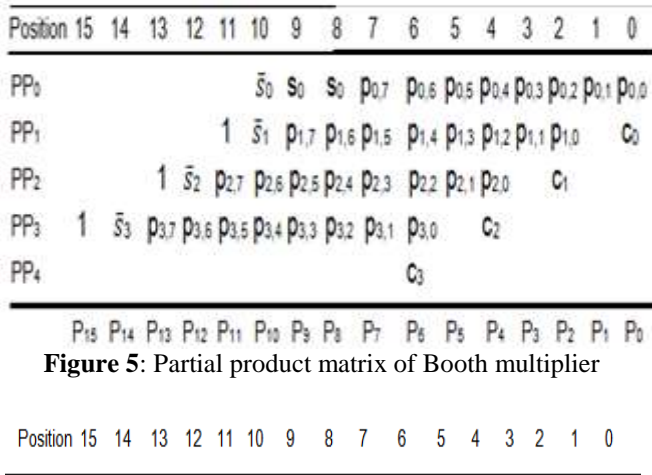 Position 15 14 13 12 11 10 9 8 7 6 5 4 3 2 1 0
PP₀ s̄₀ s₀ s₀ p₀,₇ p₀,₆ p₀,₅ p₀,₄ p₀,₃ p₀,₂ p₀,₁ p₀,₀
PP₁ 1 s̄₁ p₁,₇ p₁,₆ p₁,₅ p₁,₄ p₁,₃ p₁,₂ p₁,₁ p₁,₀ c₀
PP₂ 1 s̄₂ p₂,₇ p₂,₆ p₂,₅ p₂,₄ p₂,₃ p₂,₂ p₂,₁ p₂,₀ c₁
PP₃ 1 s̄₃ p₃,₇ p₃,₆ p₃,₅ p₃,₄ p₃,₃ p₃,₂ p₃,₁ p₃,₀ c₂
PP₄ c₃
P₁₅ P₁₄ P₁₃ P₁₂ P₁₁ P₁₀ P₉ P₈ P₇ P₆ P₅ P₄ P₃ P₂ P₁ P₀
Figure 5: Partial product matrix of Booth multiplier
Position 15 14 13 12 11 10 9 8 7 6 5 4 3 2 1 0